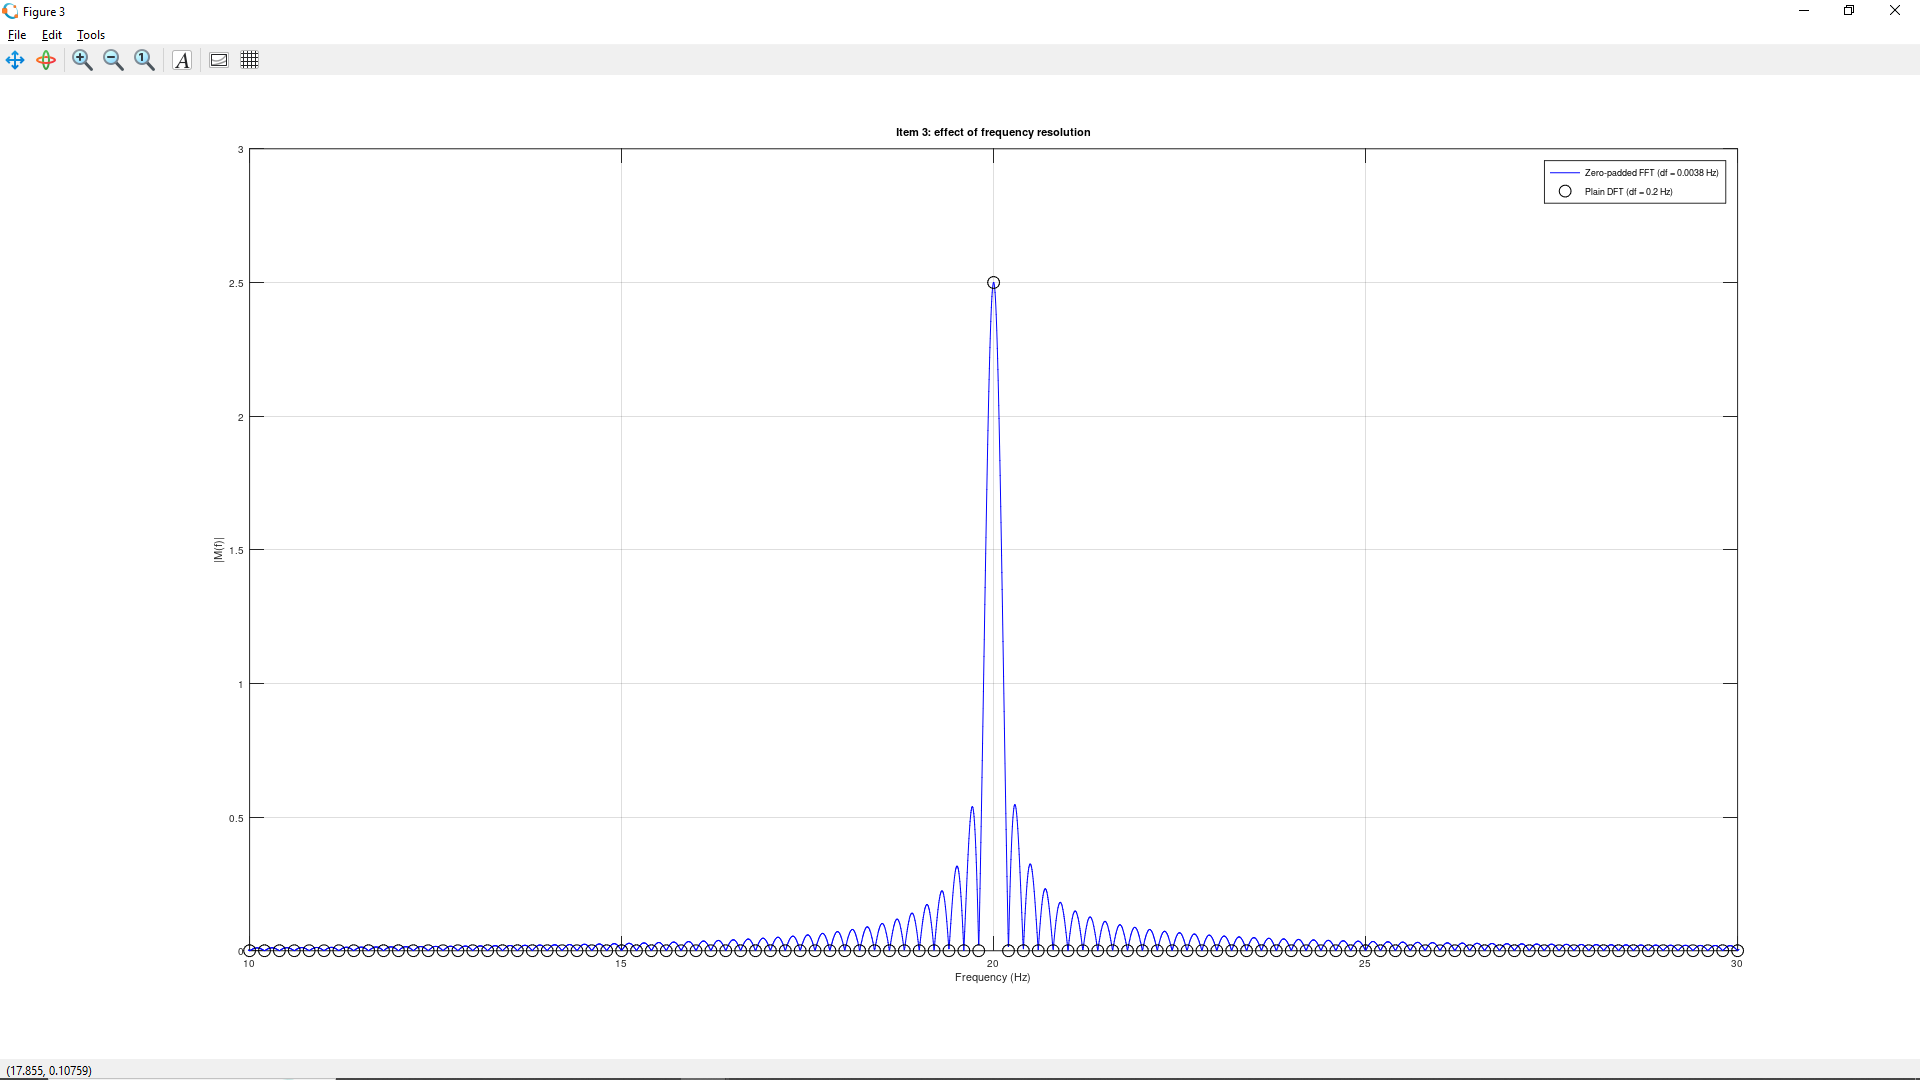 Figure 3
File Edit Tools
A
Item 3: effect of frequency resolution
3
Zero-padded FFT (df = 0.0038 Hz)
Plain DFT (df = 0.2 Hz)
2.5
2
1.5
|M(f)|
1
0.5
0
10 15 20 25 30
Frequency (Hz)
(17.855, 0.10759)